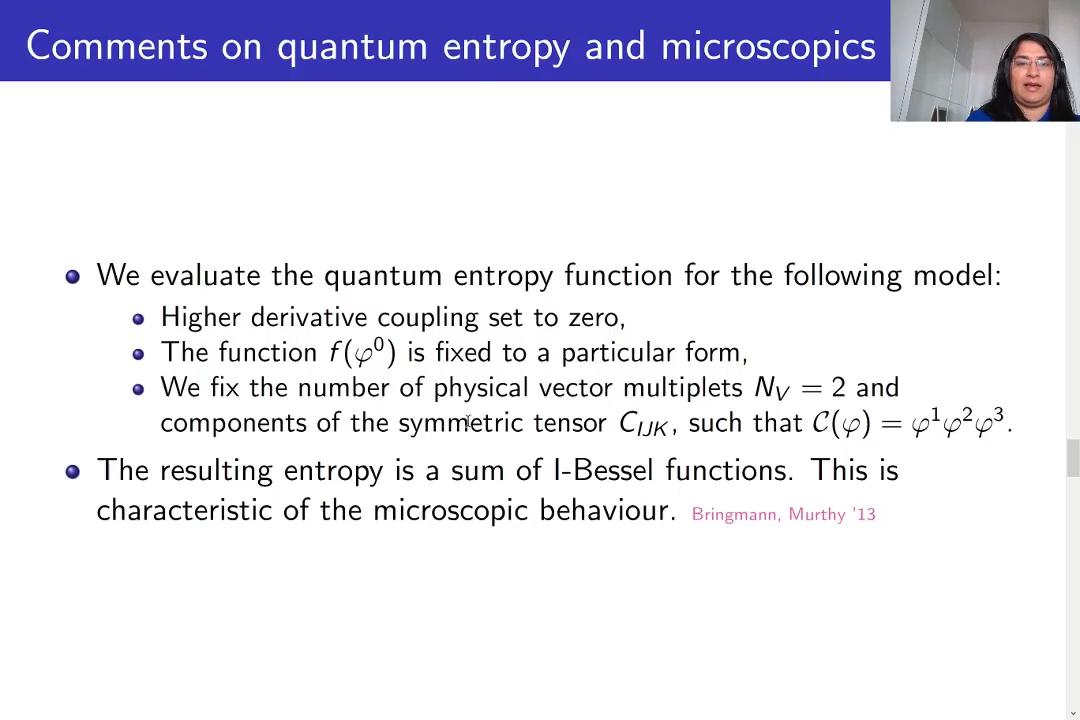 Comments on quantum entropy and microscopics
We evaluate the quantum entropy function for the following model:
Higher derivative coupling set to zero,
The function f(φ⁰) is fixed to a particular form,
We fix the number of physical vector multiplets N_V = 2 and
components of the symmetric tensor C_IJK, such that 𝒞(φ) = φ¹φ²φ³.
The resulting entropy is a sum of I-Bessel functions. This is
characteristic of the microscopic behaviour. Bringmann, Murthy '13